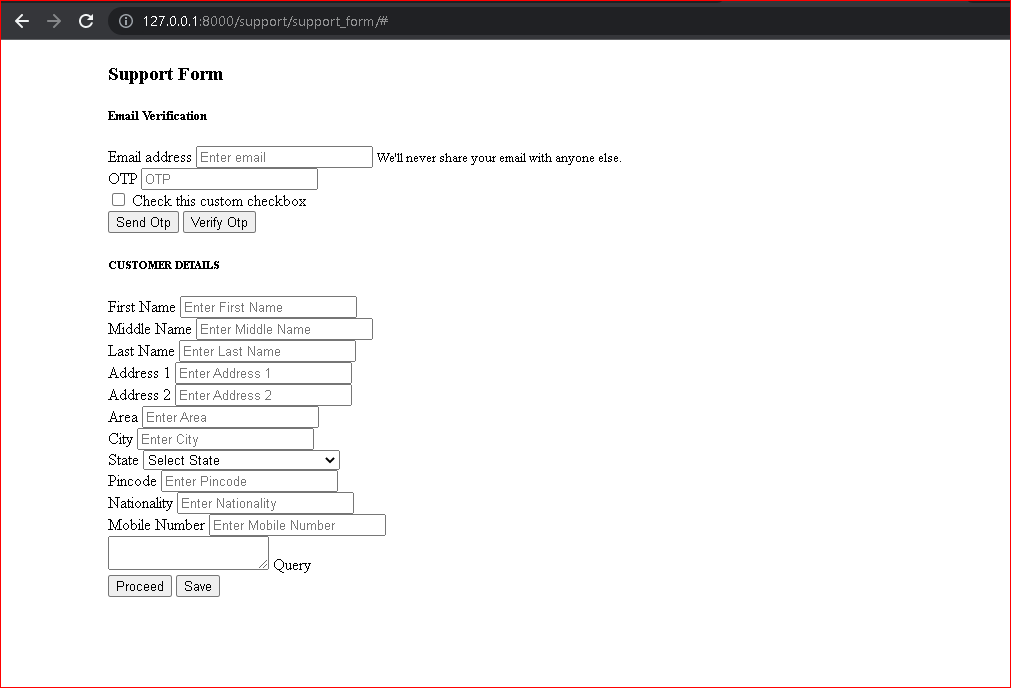 127.0.0.1:8000/support/support_form/#
Support Form
Email Verification
Email address Enter email We'll never share your email with anyone else.
OTP OTP
Check this custom checkbox
Send Otp Verify Otp
CUSTOMER DETAILS
First Name Enter First Name
Middle Name Enter Middle Name
Last Name Enter Last Name
Address 1 Enter Address 1
Address 2 Enter Address 2
Area Enter Area
City Enter City
State Select State
Pincode Enter Pincode
Nationality Enter Nationality
Mobile Number Enter Mobile Number
Query
Proceed Save